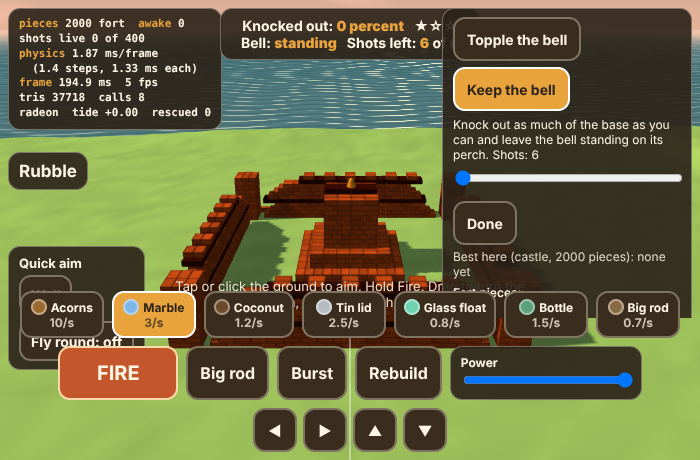 pieces 2000 fort awake 0
shots live 0 of 400
physics 1.87 ms/frame
(1.4 steps, 1.33 ms each)
frame 194.9 ms 5 fps
tris 37718 calls 8
radeon tide +0.00 rescued 0
Knocked out: 0 percent ★★
Bell: standing Shots left: 6 o
Topple the bell
Keep the bell
Knock out as much of the base as you
can and leave the bell standing on its
perch. Shots: 6
Done
Best here (castle, 2000 pieces): none
yet
Rubble
Quick aim
Tap or click the ground to aim. Hold Fire.
Acorns
10/s
Marble
3/s
Coconut
1.2/s
Tin lid
2.5/s
Glass float
0.8/s
Bottle
1.5/s
Big rod
0.7/s
Fly round: off
FIRE
Big rod
Burst
Rebuild
Power
◀
▶
▲
▼